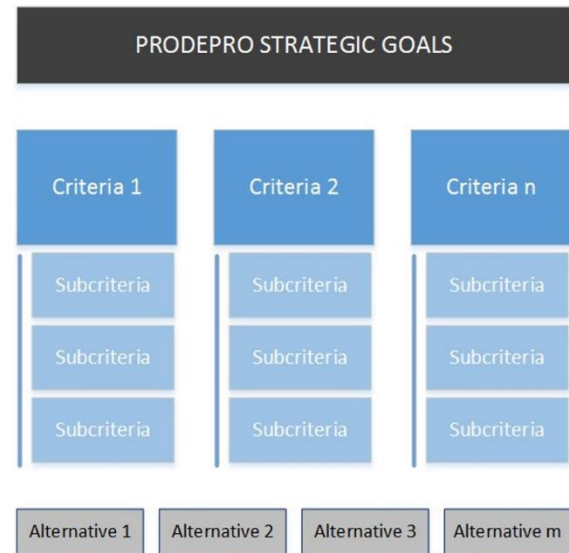 PRODEPRO STRATEGIC GOALS
Criteria 1
Criteria 2
Criteria n
Subcriteria
Subcriteria
Subcriteria
Subcriteria
Subcriteria
Subcriteria
Subcriteria
Subcriteria
Subcriteria
Alternative 1
Alternative 2
Alternative 3
Alternative m